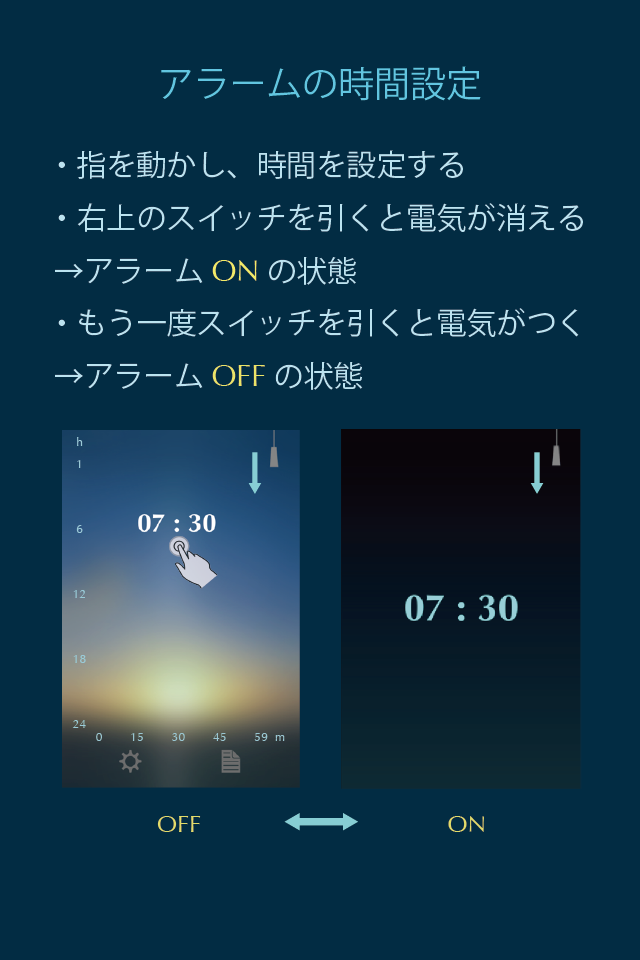 アラームの時間設定
・指を動かし、時間を設定する
・右上のスイッチを引くと電気が消える
→アラーム ON の状態
・もう一度スイッチを引くと電気がつく
→アラーム OFF の状態
h
1
6
12
18
24
07 : 30
0 15 30 45 59 m
07 : 30
OFF
ON